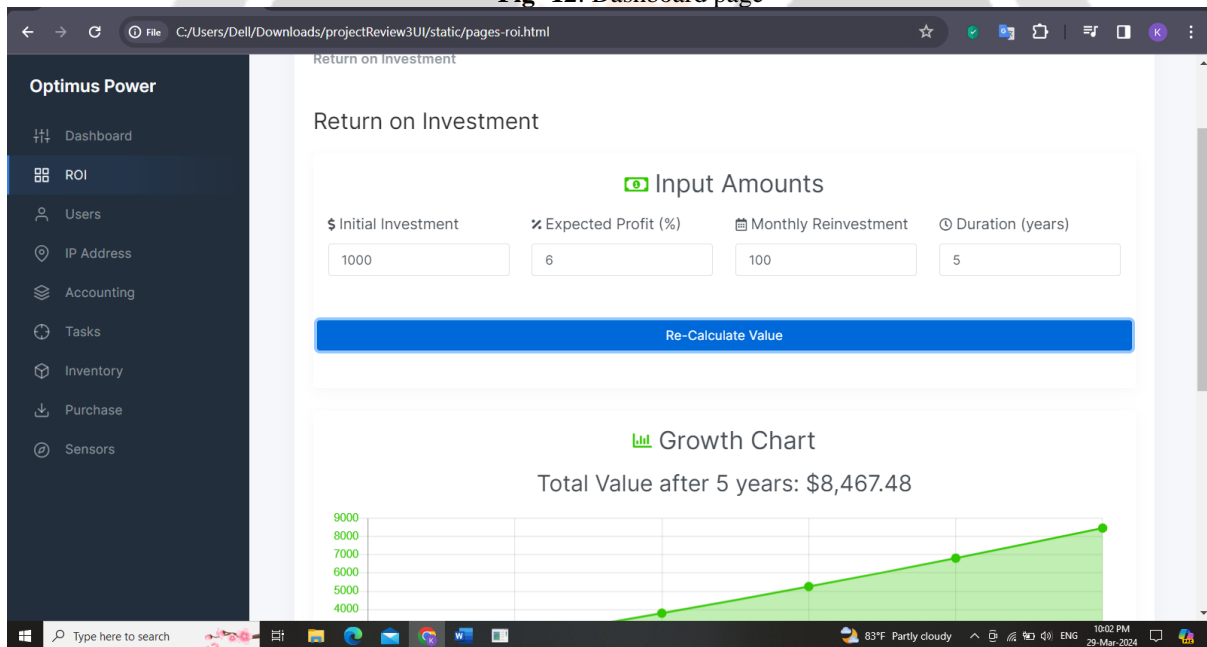 Fig -12: Dashboard page
File C:/Users/Dell/Downloads/projectReview3UI/static/pages-roi.html K
Optimus Power
Dashboard
ROI
Users
IP Address
Accounting
Tasks
Inventory
Purchase
Sensors
Return on Investment
Return on Investment
Input Amounts
$ Initial Investment % Expected Profit (%) Monthly Reinvestment Duration (years)
1000 6 100 5
Re-Calculate Value
Growth Chart
Total Value after 5 years: $8,467.48
9000
8000
7000
6000
5000
4000
Type here to search 83°F Partly cloudy ENG 10:02 PM
29-Mar-2024